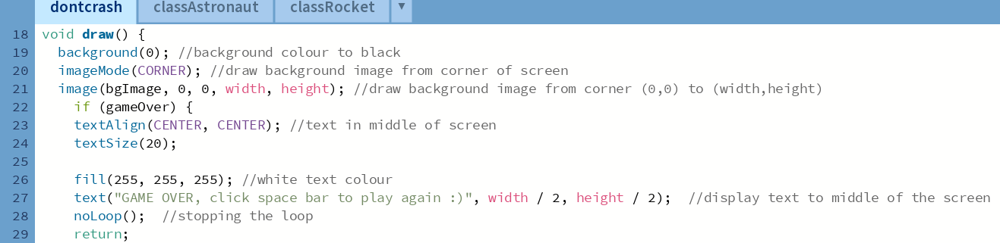 dontcrash classAstronaut classRocket ▼
18 void draw() {
19 background(0); //background colour to black
20 imageMode(CORNER); //draw background image from corner of screen
21 image(bgImage, 0, 0, width, height); //draw background image from corner (0,0) to (width,height)
22 if (gameOver) {
23 textAlign(CENTER, CENTER); //text in middle of screen
24 textSize(20);
25
26 fill(255, 255, 255); //white text colour
27 text("GAME OVER, click space bar to play again :)", width / 2, height / 2); //display text to middle of the screen
28 noLoop(); //stopping the loop
29 return;